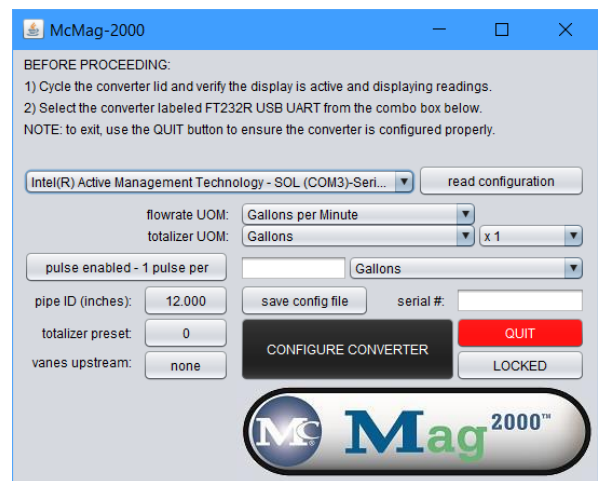 McMag-2000
BEFORE PROCEEDING:
1) Cycle the converter lid and verify the display is active and displaying readings.
2) Select the converter labeled FT232R USB UART from the combo box below.
NOTE: to exit, use the QUIT button to ensure the converter is configured properly.
Intel(R) Active Management Technology - SOL (COM3)-Seri... read configuration
flowrate UOM: Gallons per Minute
totalizer UOM: Gallons x 1
pulse enabled - 1 pulse per Gallons
pipe ID (inches): 12.000 save config file serial #:
totalizer preset: 0 CONFIGURE CONVERTER QUIT
vanes upstream: none LOCKED
Mc Mag 2000™